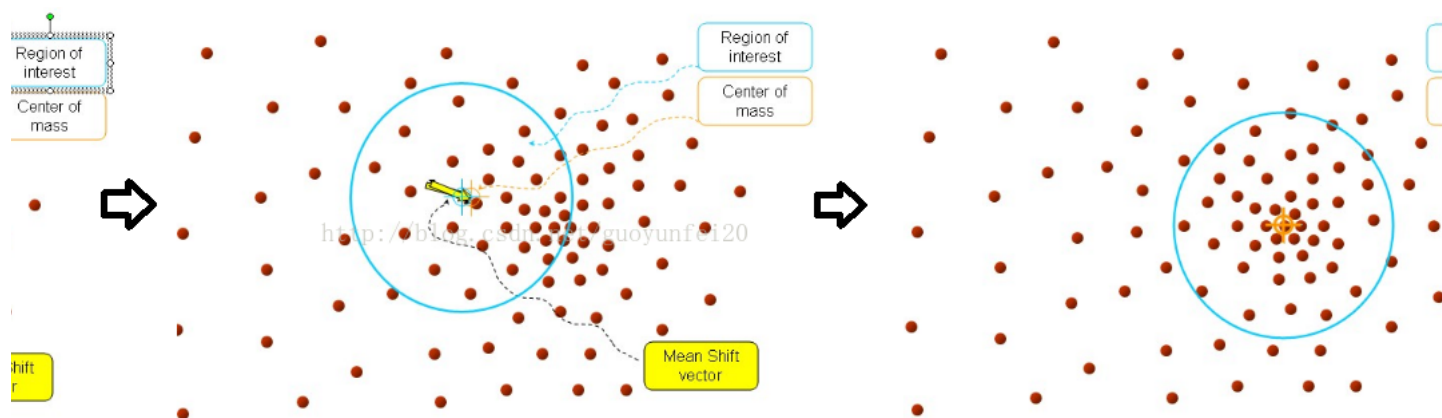 Region of
interest
Center of
mass
Region of
interest
Center of
mass
http://blog.csdn.net/guoyunfei20
Mean Shift
vector